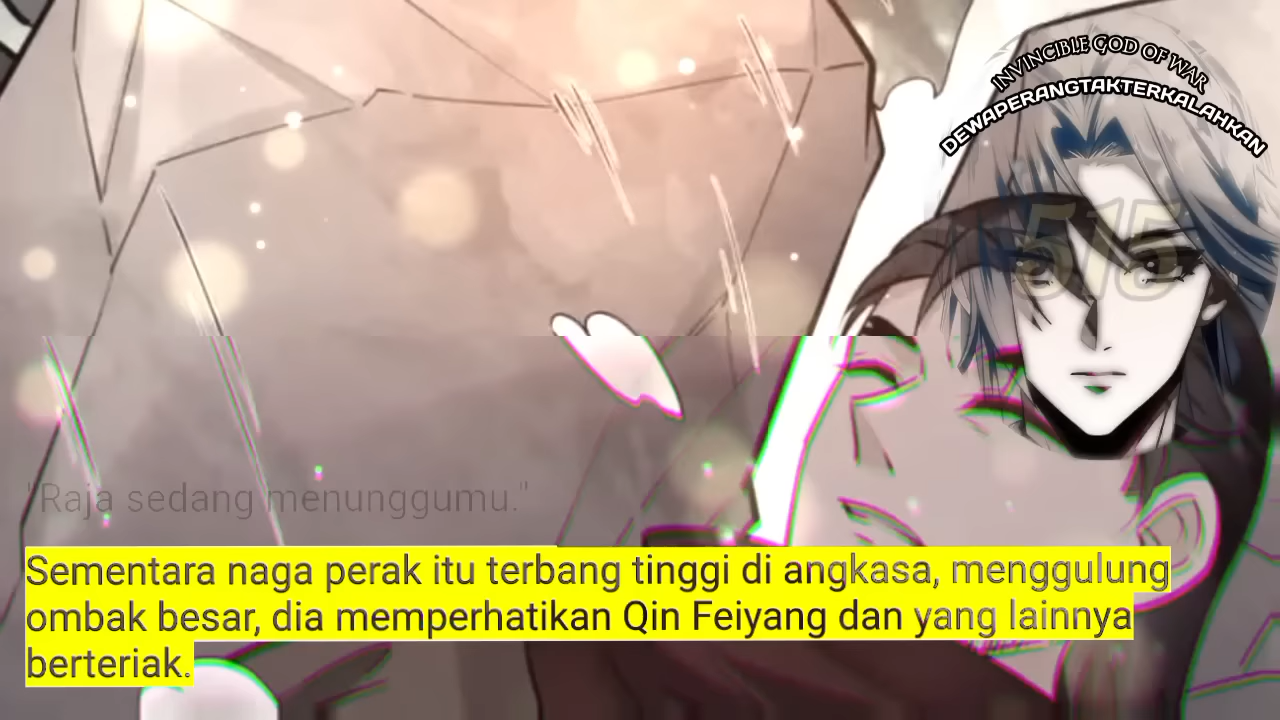 INVINCIBLE GOD OF WAR
DEWAPERANGTAKTERKALAHKAN
515
"Raja sedang menunggumu."
Sementara naga perak itu terbang tinggi di angkasa, menggulung
ombak besar, dia memperhatikan Qin Feiyang dan yang lainnya
berteriak.